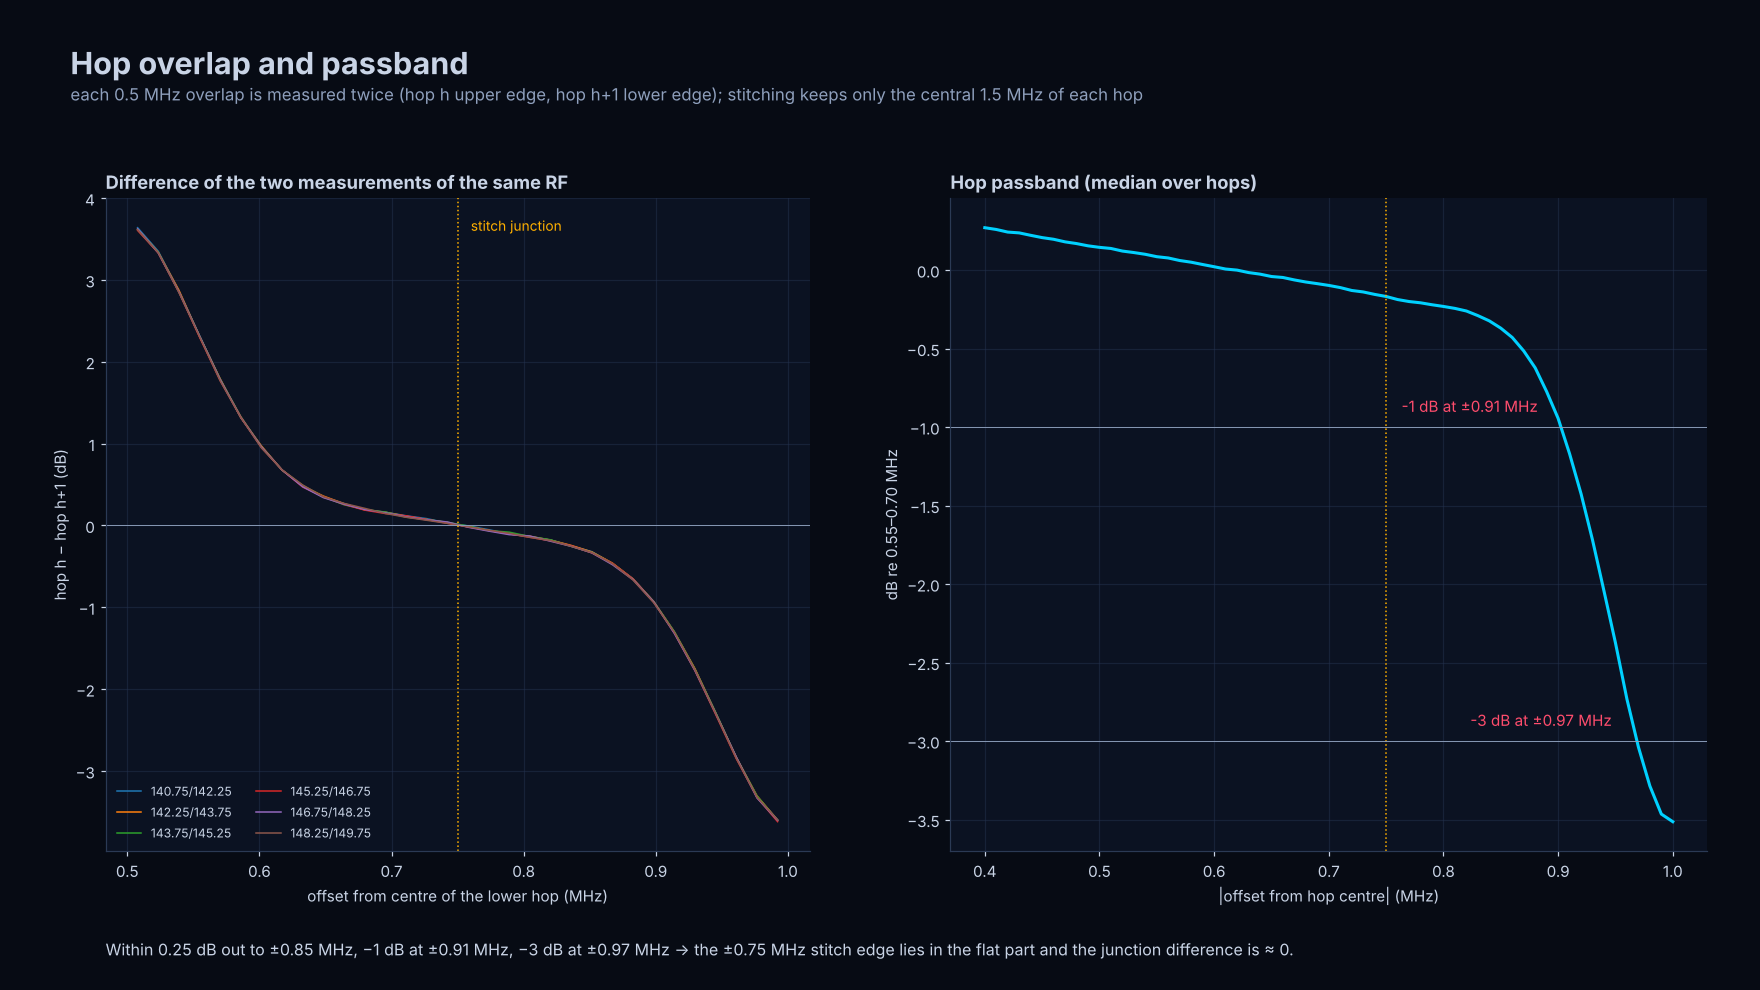 Hop overlap and passband
each 0.5 MHz overlap is measured twice (hop h upper edge, hop h+1 lower edge); stitching keeps only the central 1.5 MHz of each hop
Difference of the two measurements of the same RF
4
3
2
1
0
−1
−2
−3
hop h − hop h+1 (dB)
stitch junction
140.75/142.25
142.25/143.75
143.75/145.25
145.25/146.75
146.75/148.25
148.25/149.75
0.5 0.6 0.7 0.8 0.9 1.0
offset from centre of the lower hop (MHz)
Hop passband (median over hops)
0.0
−0.5
−1.0
−1.5
−2.0
−2.5
−3.0
−3.5
dB re 0.55–0.70 MHz
-1 dB at ±0.91 MHz
-3 dB at ±0.97 MHz
0.4 0.5 0.6 0.7 0.8 0.9 1.0
|offset from hop centre| (MHz)
Within 0.25 dB out to ±0.85 MHz, −1 dB at ±0.91 MHz, −3 dB at ±0.97 MHz → the ±0.75 MHz stitch edge lies in the flat part and the junction difference is ≈ 0.